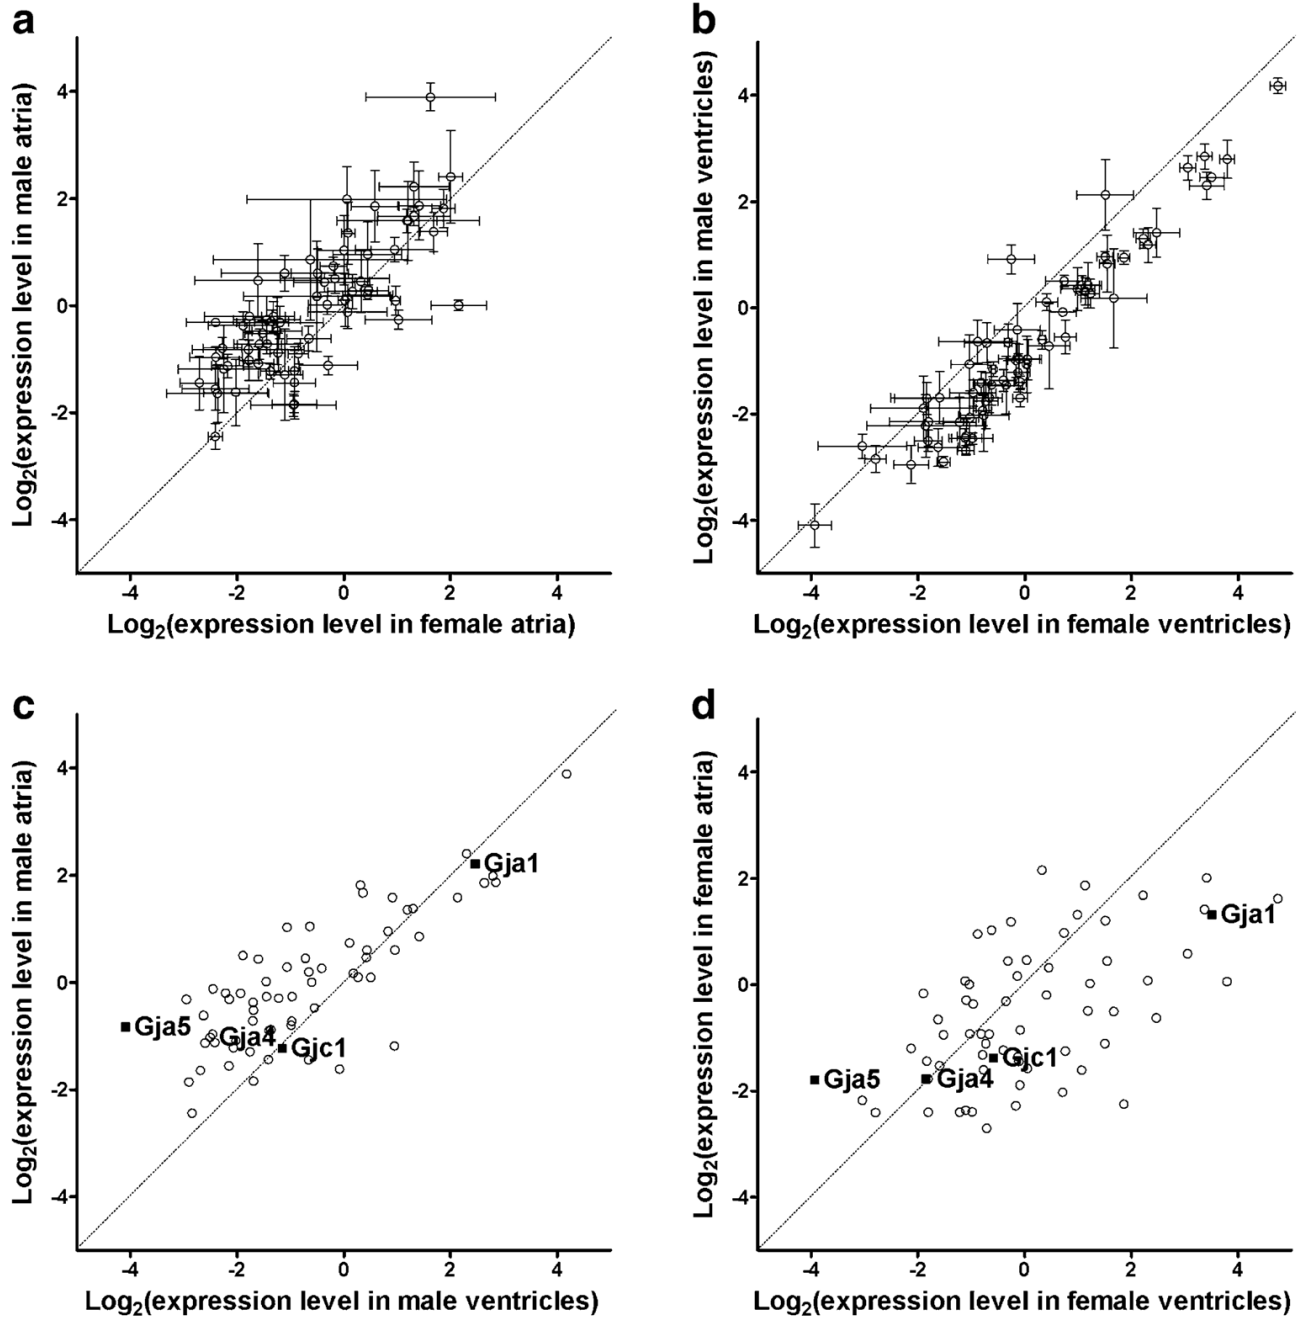 a
Log2(expression level in male atria)
4
2
0
-2
-4
-4 -2 0 2 4
Log2(expression level in female atria)
b
Log2(expression level in male ventricles)
4
2
0
-2
-4
-4 -2 0 2 4
Log2(expression level in female ventricles)
c
Log2(expression level in male atria)
4
2
0
-2
-4
Gja1
Gja5
Gja4
Gjc1
-4 -2 0 2 4
Log2(expression level in male ventricles)
d
Log2(expression level in female atria)
4
2
0
-2
-4
Gja1
Gjc1
Gja5
Gja4
-4 -2 0 2 4
Log2(expression level in female ventricles)